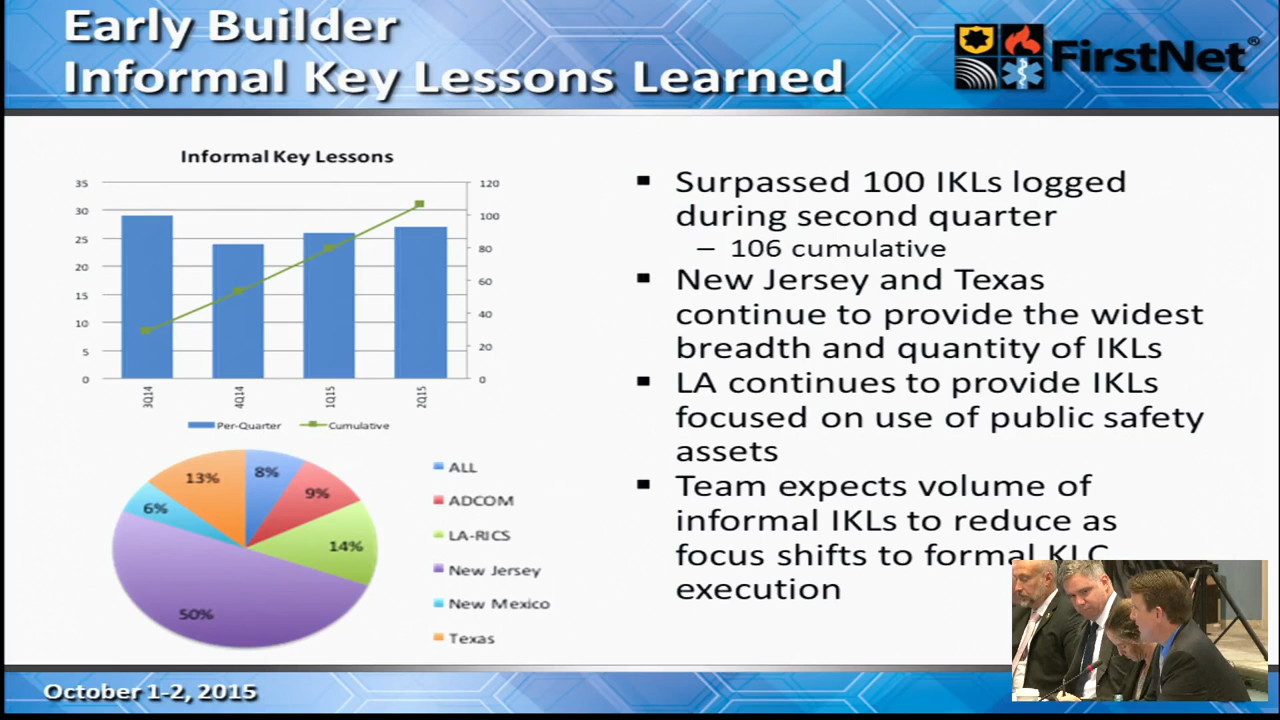 Early Builder
Informal Key Lessons Learned
FirstNet®
Informal Key Lessons
35
30
25
20
15
10
5
0
120
100
80
60
40
20
0
3Q14
4Q14
1Q15
2Q15
Per-Quarter
Cumulative
8%
9%
14%
50%
6%
13%
ALL
ADCOM
LA-RICS
New Jersey
New Mexico
Texas
▪ Surpassed 100 IKLs logged
during second quarter
– 106 cumulative
▪ New Jersey and Texas
continue to provide the widest
breadth and quantity of IKLs
▪ LA continues to provide IKLs
focused on use of public safety
assets
▪ Team expects volume of
informal IKLs to reduce as
focus shifts to formal KLC
execution
October 1-2, 2015